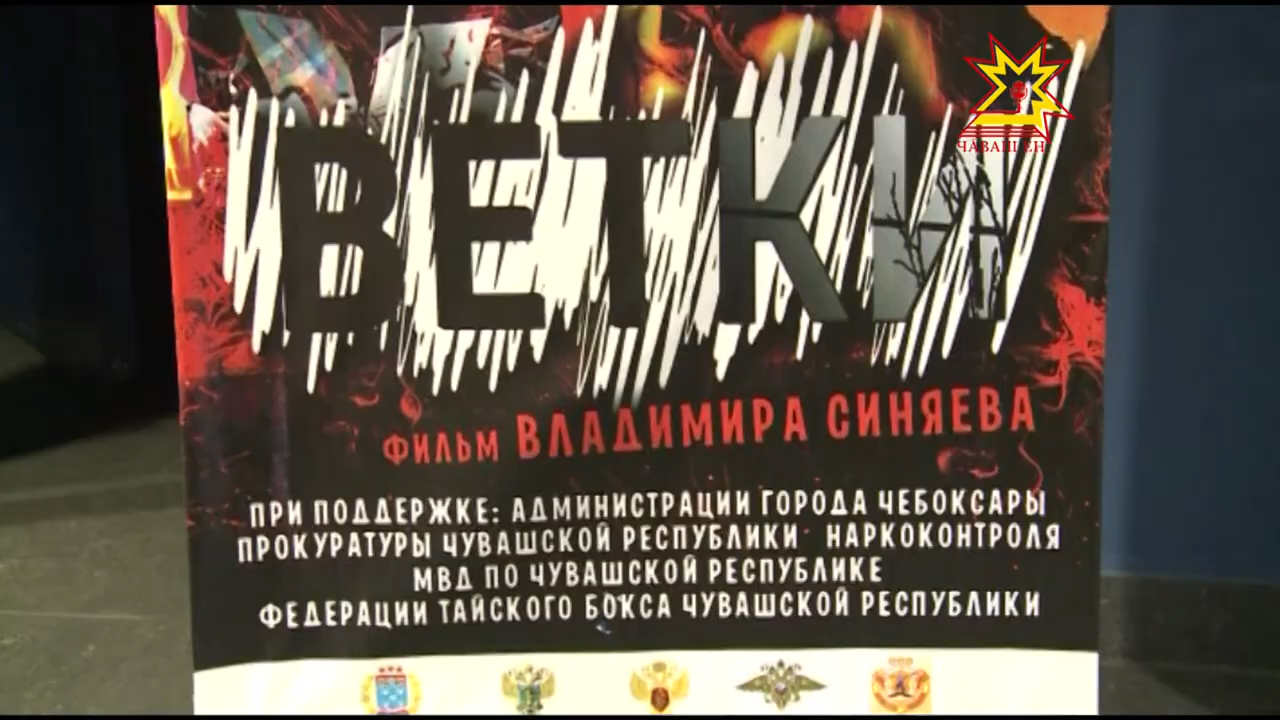 ЧӐВАШ ЕН
ВЕТКИ
ФИЛЬМ ВЛАДИМИРА СИНЯЕВА
ПРИ ПОДДЕРЖКЕ: АДМИНИСТРАЦИИ ГОРОДА ЧЕБОКСАРЫ
ПРОКУРАТУРЫ ЧУВАШСКОЙ РЕСПУБЛИКИ НАРКОКОНТРОЛЯ
МВД ПО ЧУВАШСКОЙ РЕСПУБЛИКЕ
ФЕДЕРАЦИИ ТАЙСКОГО БОКСА ЧУВАШСКОЙ РЕСПУБЛИКИ